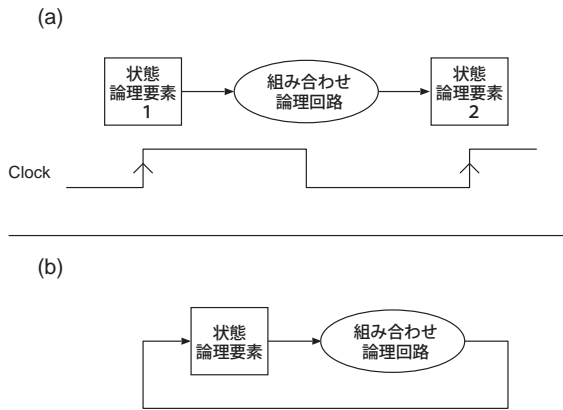 (a)
状態
論理要素
1
組み合わせ
論理回路
状態
論理要素
2
Clock
(b)
状態
論理要素
組み合わせ
論理回路